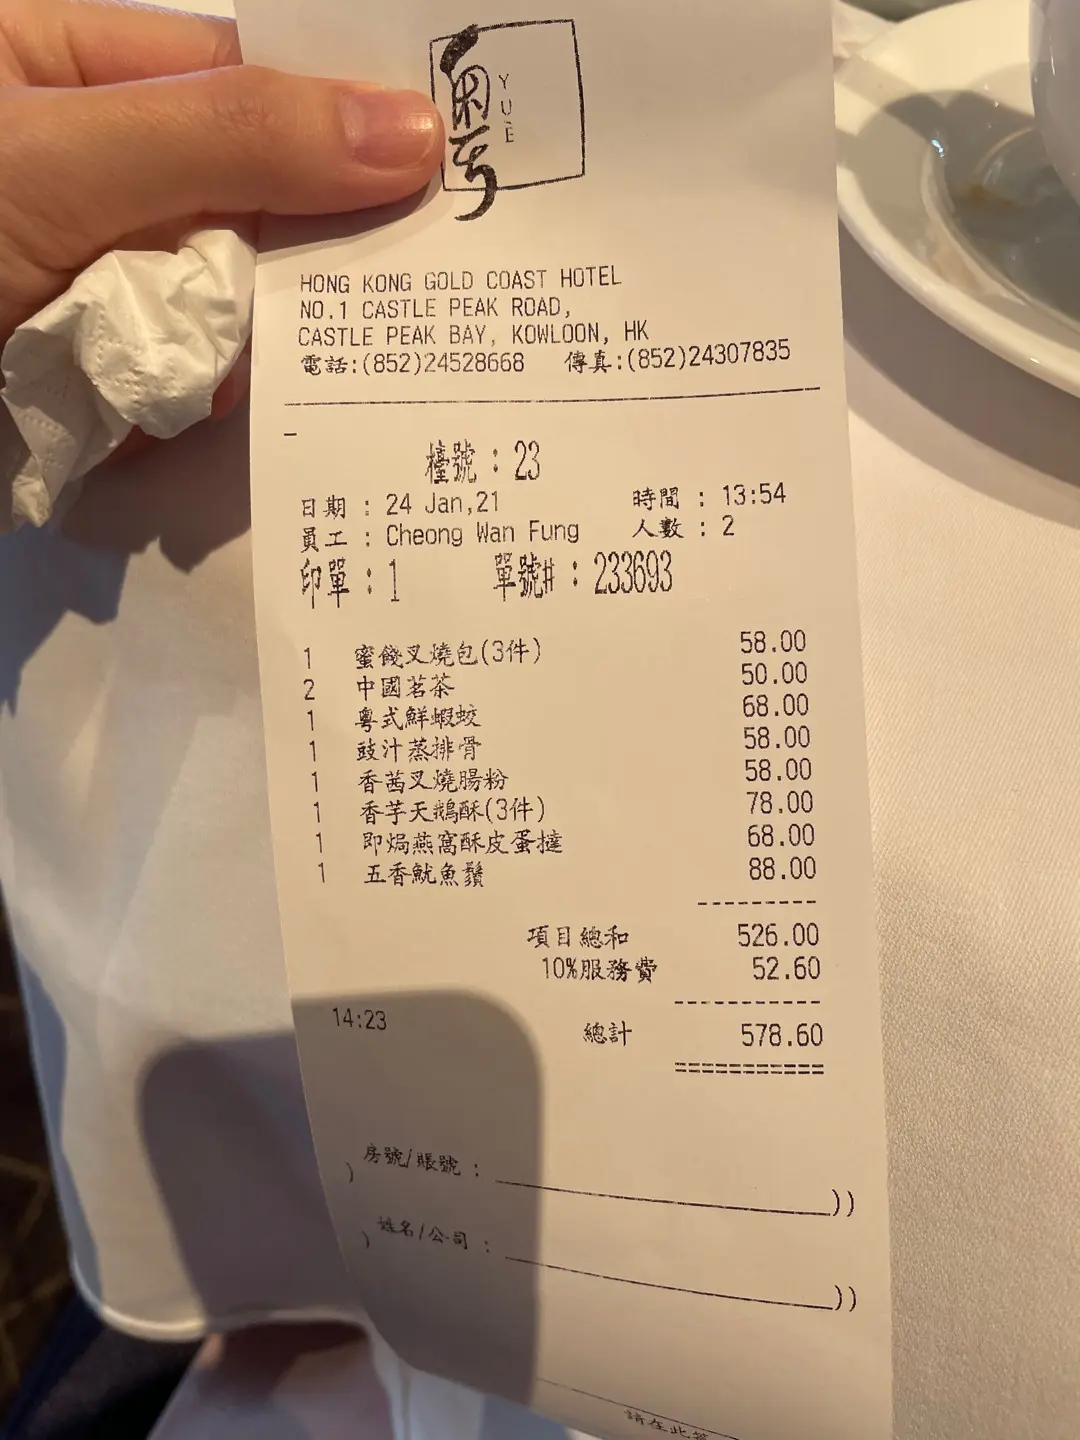 粵
YUÈ
HONG KONG GOLD COAST HOTEL
NO.1 CASTLE PEAK ROAD,
CASTLE PEAK BAY, KOWLOON, HK
電話:(852)24528668 傳真:(852)24307835
檯號 : 23
日期 : 24 Jan,21 時間 : 13:54
員工 : Cheong Wan Fung 人數 : 2
印單 : 1 單號# : 233693
1 蜜餞叉燒包(3件) 58.00
2 中國茗茶 50.00
1 粵式鮮蝦蛟 68.00
1 豉汁蒸排骨 58.00
1 香茜叉燒腸粉 58.00
1 香芋天鵝酥(3件) 78.00
1 即焗燕窩酥皮蛋撻 68.00
1 五香魷魚鬚 88.00
項目總和 526.00
10%服務費 52.60
14:23 總計 578.60
房號/賬號 :
) ))
姓名/公司 :
) ))
請在此簽